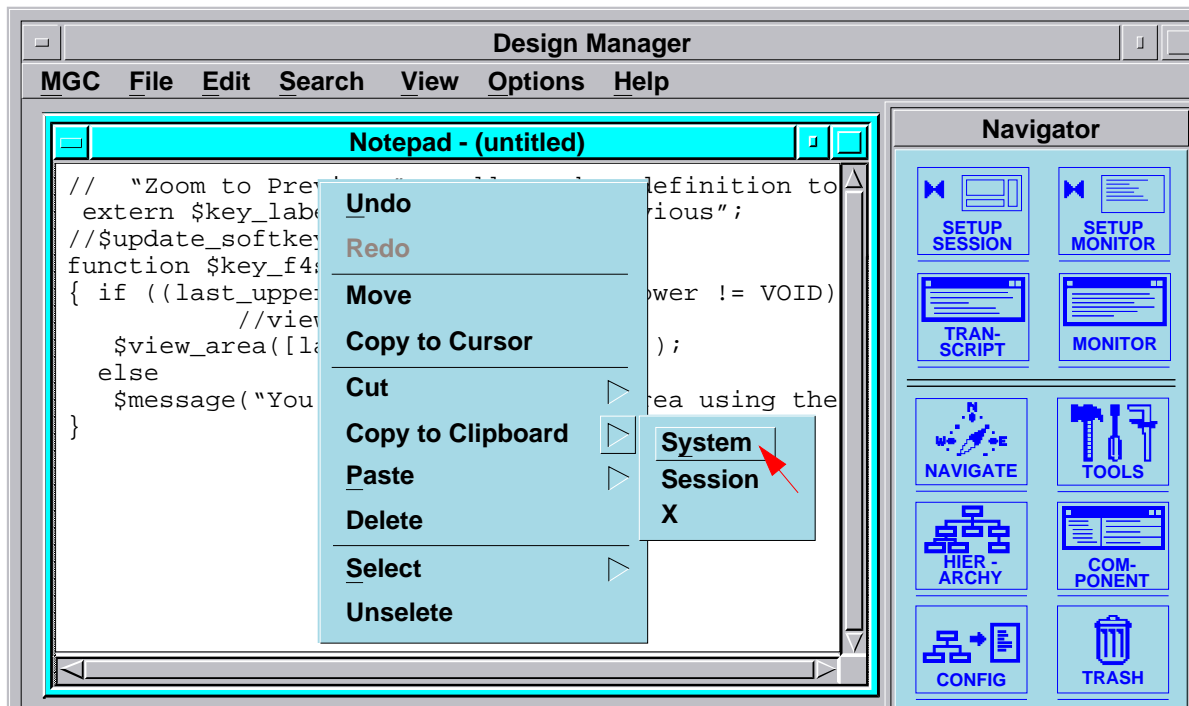 Design Manager
MGC File Edit Search View Options Help
Notepad - (untitled)
// “Zoom to definition to
extern $key_labe vious”;
//$update_softkey
function $key_f4s
{ if ((last_upper ower != VOID)
//view
$view_area([la );
else
$message(“You rea using the
}
Undo
Redo
Move
Copy to Cursor
Cut
Copy to Clipboard
Paste
Delete
Select
Unselete
System
Session
X
Navigator
SETUP
SESSION
SETUP
MONITOR
TRAN-
SCRIPT
MONITOR
N
W E
NAVIGATE
TOOLS
HIER -
ARCHY
COM-
PONENT
CONFIG
TRASH